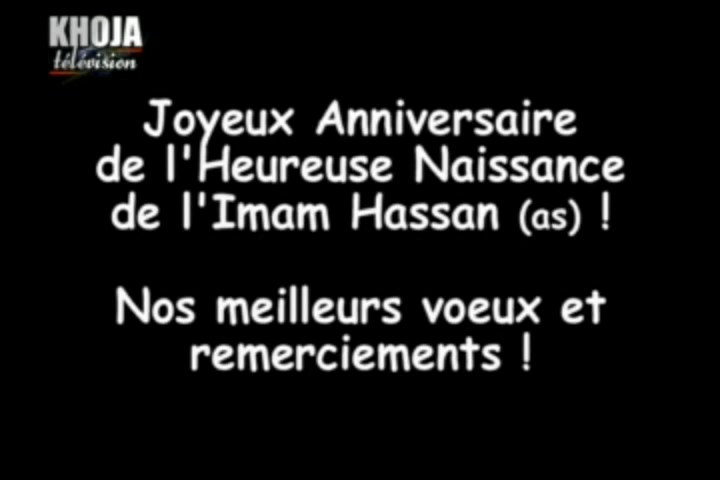 KHOJA
télévision
Joyeux Anniversaire
de l'Heureuse Naissance
de l'Imam Hassan (as) !
Nos meilleurs voeux et
remerciements !